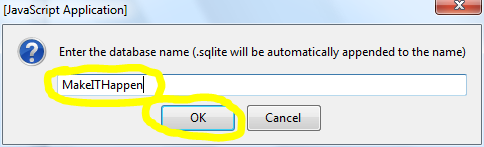 [JavaScript Application]
Enter the database name (.sqlite will be automatically appended to the name)
MakeITHappen
OK Cancel